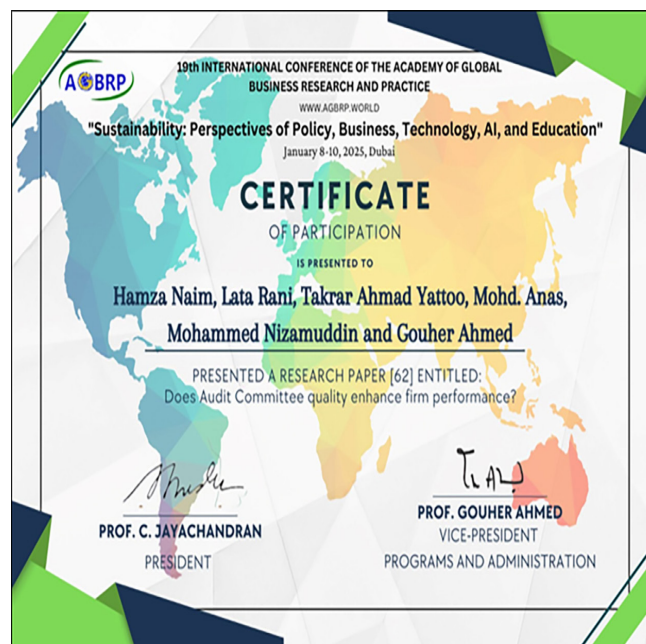 AGBRP
19th INTERNATIONAL CONFERENCE OF THE ACADEMY OF GLOBAL
BUSINESS RESEARCH AND PRACTICE
WWW.AGBRP.WORLD
"Sustainability: Perspectives of Policy, Business, Technology, AI, and Education"
January 8-10, 2025, Dubai
CERTIFICATE
OF PARTICIPATION
IS PRESENTED TO
Hamza Naim, Lata Rani, Takrar Ahmad Yattoo, Mohd. Anas,
Mohammed Nizamuddin and Gouher Ahmed
PRESENTED A RESEARCH PAPER [62] ENTITLED:
Does Audit Committee quality enhance firm performance?
PROF. C. JAYACHANDRAN
PRESIDENT
PROF. GOUHER AHMED
VICE-PRESIDENT
PROGRAMS AND ADMINISTRATION